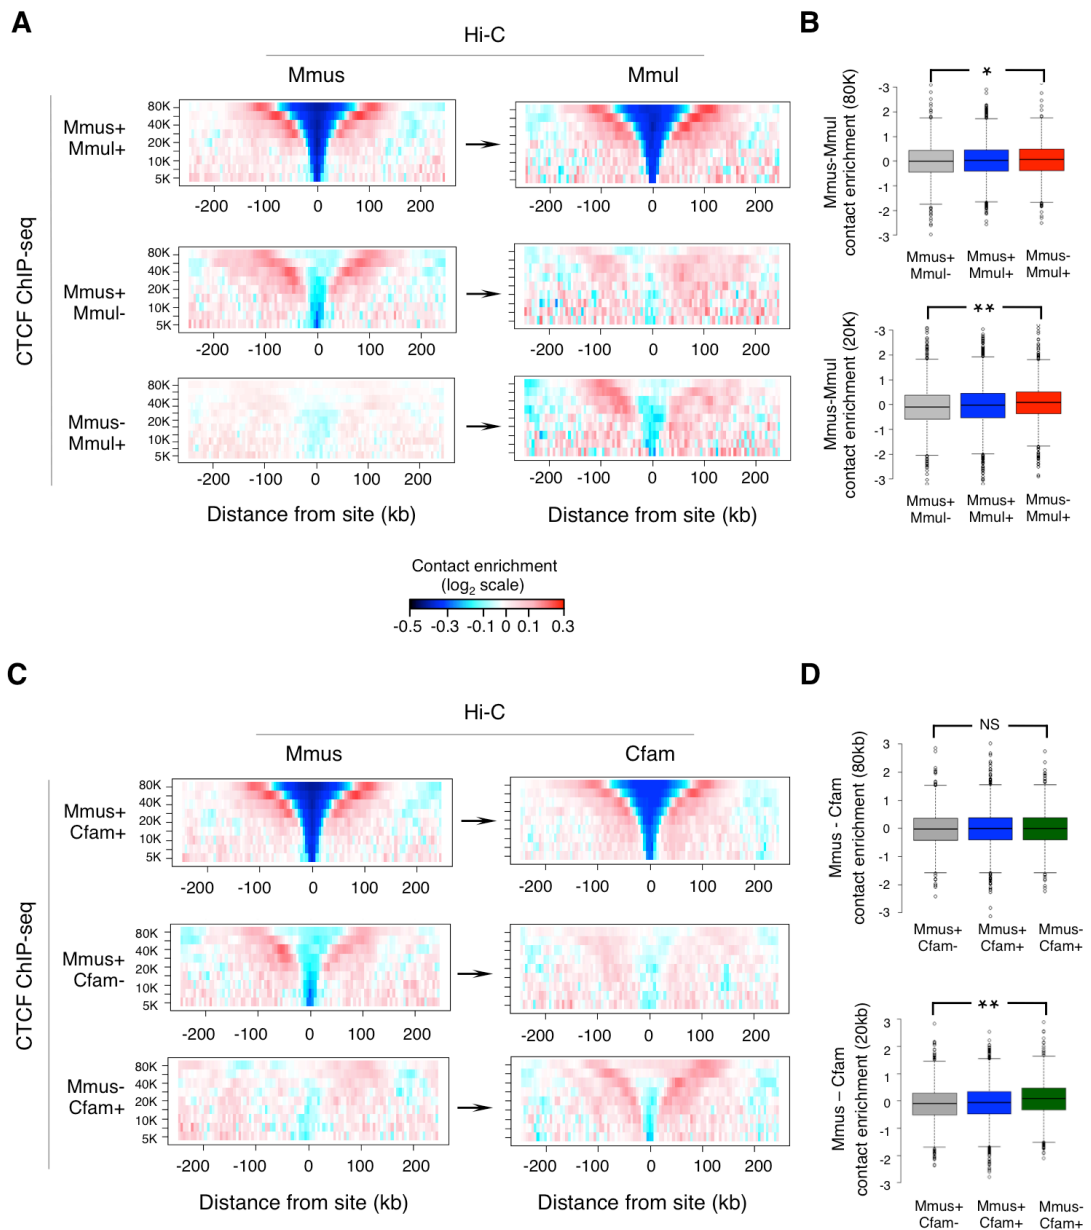 A
Hi-C
Mmus
Mmul
CTCF ChIP-seq
Mmus+
Mmul+
80K
40K
20K
10K
5K
-200 -100 0 100 200
-200 -100 0 100 200
Mmus+
Mmul-
80K
40K
20K
10K
5K
-200 -100 0 100 200
-200 -100 0 100 200
Mmus-
Mmul+
80K
40K
20K
10K
5K
-200 -100 0 100 200
-200 -100 0 100 200
Distance from site (kb)
Distance from site (kb)
Contact enrichment
(log2 scale)
-0.5 -0.3 -0.1 0 0.1 0.3
B
*
Mmus-Mmul
contact enrichment (80K)
-3
2
1
0
-1
-2
-3
Mmus+
Mmul-
Mmus+
Mmul+
Mmus-
Mmul+
**
Mmus-Mmul
contact enrichment (20K)
-3
2
1
0
-1
-2
-3
Mmus+
Mmul-
Mmus+
Mmul+
Mmus-
Mmul+
C
Hi-C
Mmus
Cfam
CTCF ChIP-seq
Mmus+
Cfam+
80K
40K
20K
10K
5K
-200 -100 0 100 200
-200 -100 0 100 200
Mmus+
Cfam-
80K
40K
20K
10K
5K
-200 -100 0 100 200
-200 -100 0 100 200
Mmus-
Cfam+
80K
40K
20K
10K
5K
-200 -100 0 100 200
-200 -100 0 100 200
Distance from site (kb)
Distance from site (kb)
D
NS
Mmus - Cfam
contact enrichment (80kb)
3
2
1
0
-1
-2
-3
Mmus+
Cfam-
Mmus+
Cfam+
Mmus-
Cfam+
**
Mmus – Cfam
contact enrichment (20kb)
3
2
1
0
-1
-2
-3
Mmus+
Cfam-
Mmus+
Cfam+
Mmus-
Cfam+